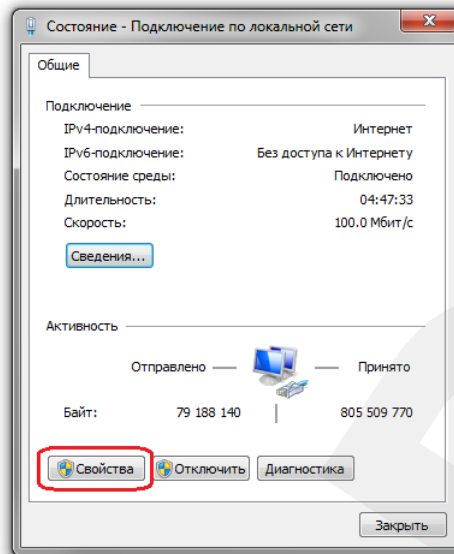 Состояние - Подключение по локальной сети
Общие
Подключение
IPv4-подключение: Интернет
IPv6-подключение: Без доступа к Интернету
Состояние среды: Подключено
Длительность: 04:47:33
Скорость: 100.0 Мбит/с
Сведения...
Активность
Отправлено — — Принято
Байт: 79 188 140 | 805 509 770
Свойства Отключить Диагностика
Закрыть